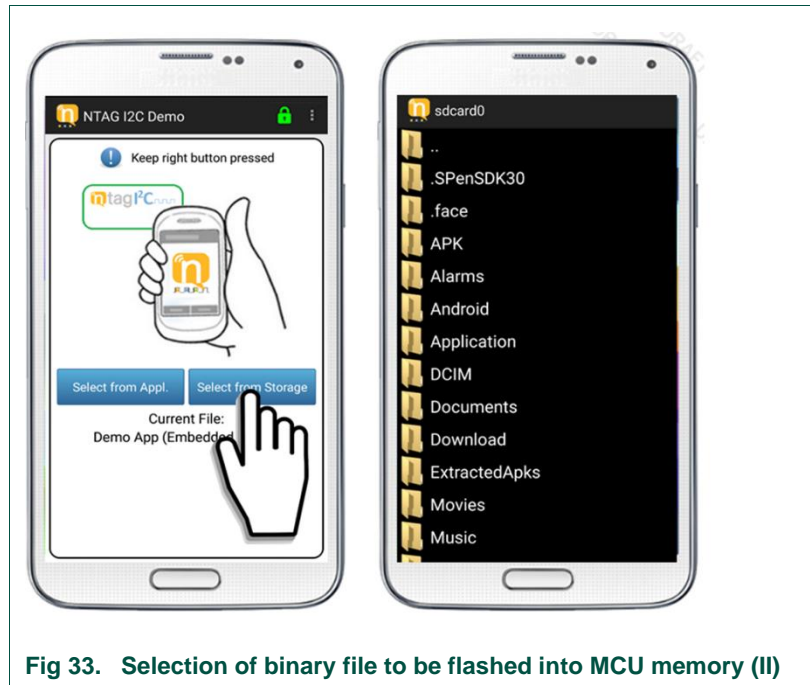 NTAG I2C Demo
Keep right button pressed
ntagI²C
Select from Appl.
Select from Storage
Current File:
Demo App (Embedded
sdcard0
..
.SPenSDK30
.face
APK
Alarms
Android
Application
DCIM
Documents
Download
ExtractedApks
Movies
Music
Fig 33. Selection of binary file to be flashed into MCU memory (II)